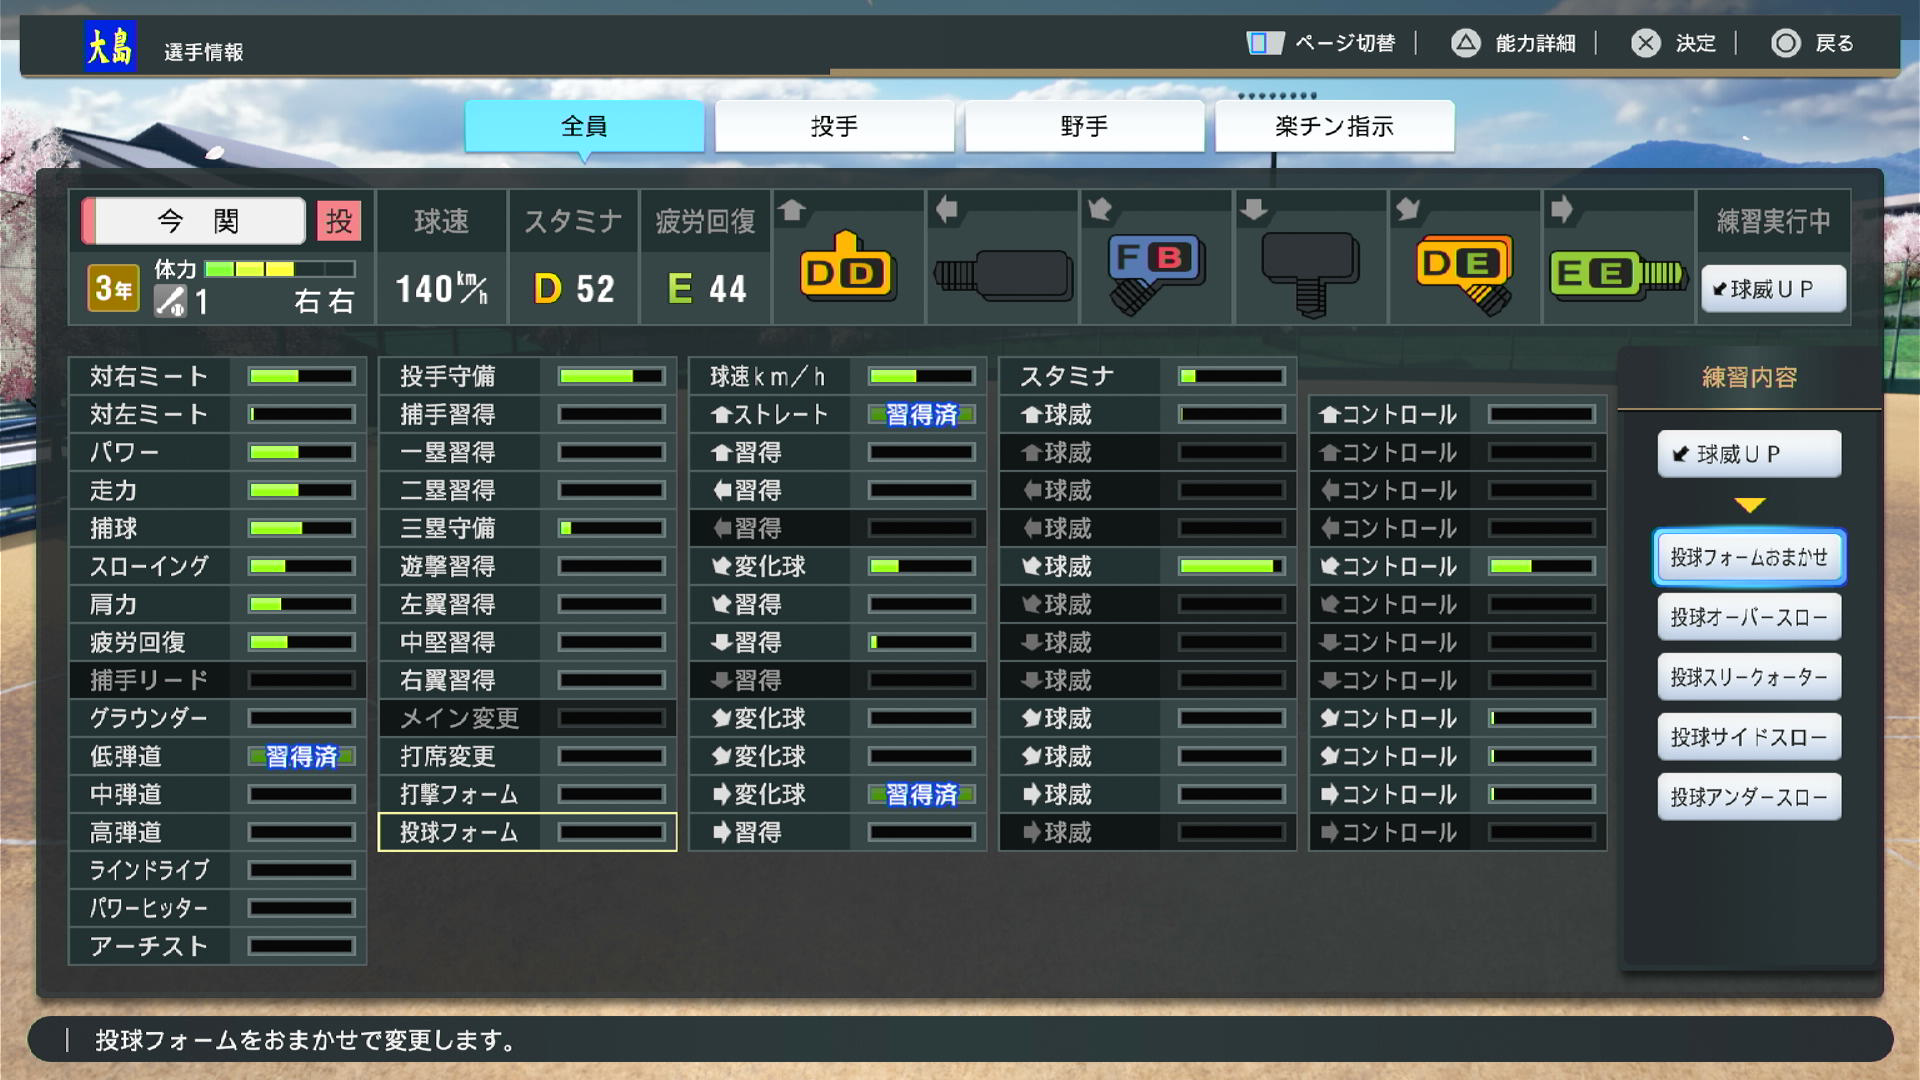 大島 選手情報 ページ切替 能力詳細 決定 戻る
全員 投手 野手 楽チン指示
今 関 投 球速 スタミナ 疲労回復 練習実行中
3年 体力 1 右 右 140km/h D 52 E 44 D D F B D E E E ↙球威UP
対右ミート 投手守備 球速km/h スタミナ 練習内容
対左ミート 捕手習得 ↑ストレート 習得済 ↑球威 ↑コントロール
パワー 一塁習得 ↑習得 ↑球威 ↑コントロール ↙球威UP
走力 二塁習得 ←習得 ←球威 ←コントロール
捕球 三塁守備 ←習得 ←球威 ←コントロール
スローイング 遊撃習得 ↙変化球 ↙球威 ↙コントロール 投球フォームおまかせ
肩力 左翼習得 ↙習得 ↙球威 ↙コントロール 投球オーバースロー
疲労回復 中堅習得 ↓習得 ↓球威 ↓コントロール
捕手リード 右翼習得 ↓習得 ↓球威 ↓コントロール 投球スリークォーター
グラウンダー メイン変更 ↘変化球 ↘球威 ↘コントロール 投球サイドスロー
低弾道 習得済 打席変更 ↘変化球 ↘球威 ↘コントロール
中弾道 打撃フォーム →変化球 習得済 →球威 →コントロール 投球アンダースロー
高弾道 投球フォーム →習得 →球威 →コントロール
ラインドライブ
パワーヒッター
アーチスト
投球フォームをおまかせで変更します。